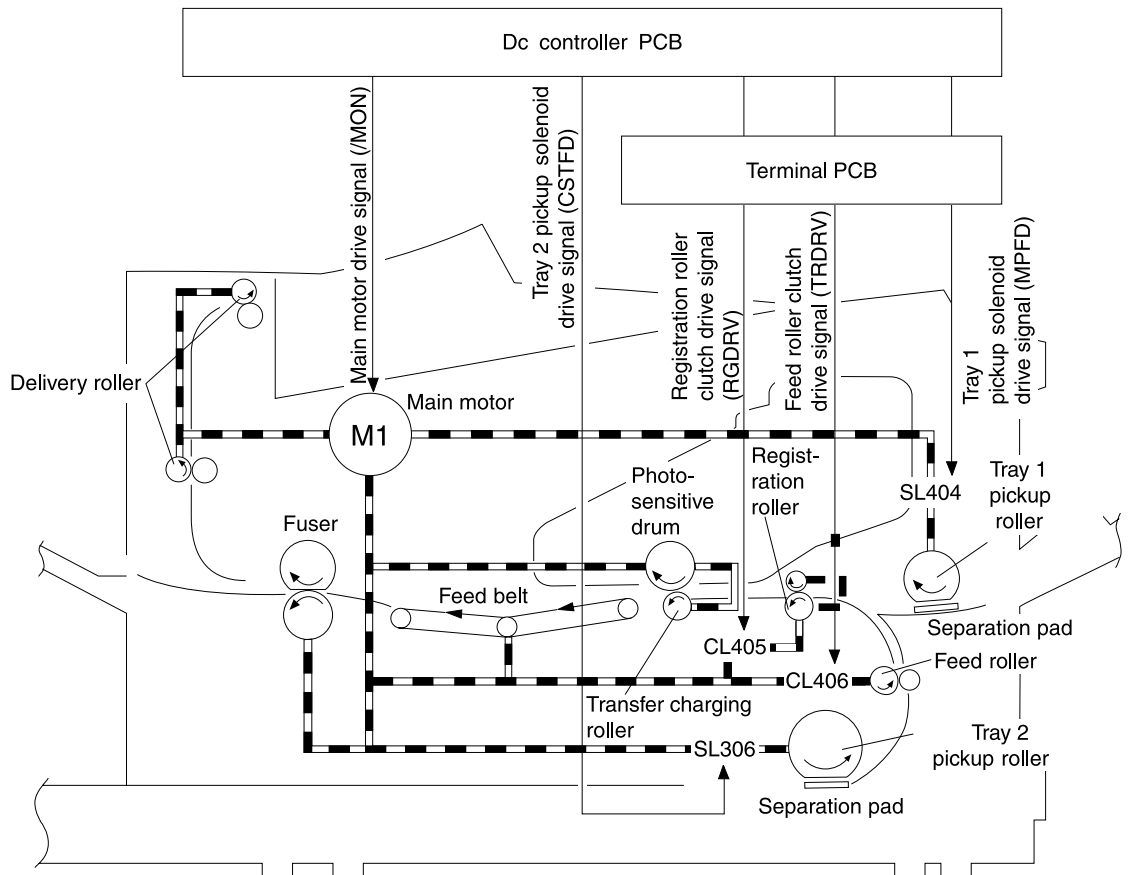 Dc controller PCB
Terminal PCB
Main motor drive signal (/MON)
Tray 2 pickup solenoid
drive signal (CSTFD)
Registration roller
clutch drive signal
(RGDRV)
Feed roller clutch
drive signal (TRDRV)
Tray 1
pickup solenoid
drive signal (MPFD)
Delivery roller
Main motor
M1
Photo-
sensitive
drum
Regist-
ration
roller
SL404
Tray 1
pickup
roller
Fuser
Feed belt
Separation pad
CL405
Feed roller
CL406
Transfer charging
roller
SL306
Tray 2
pickup roller
Separation pad